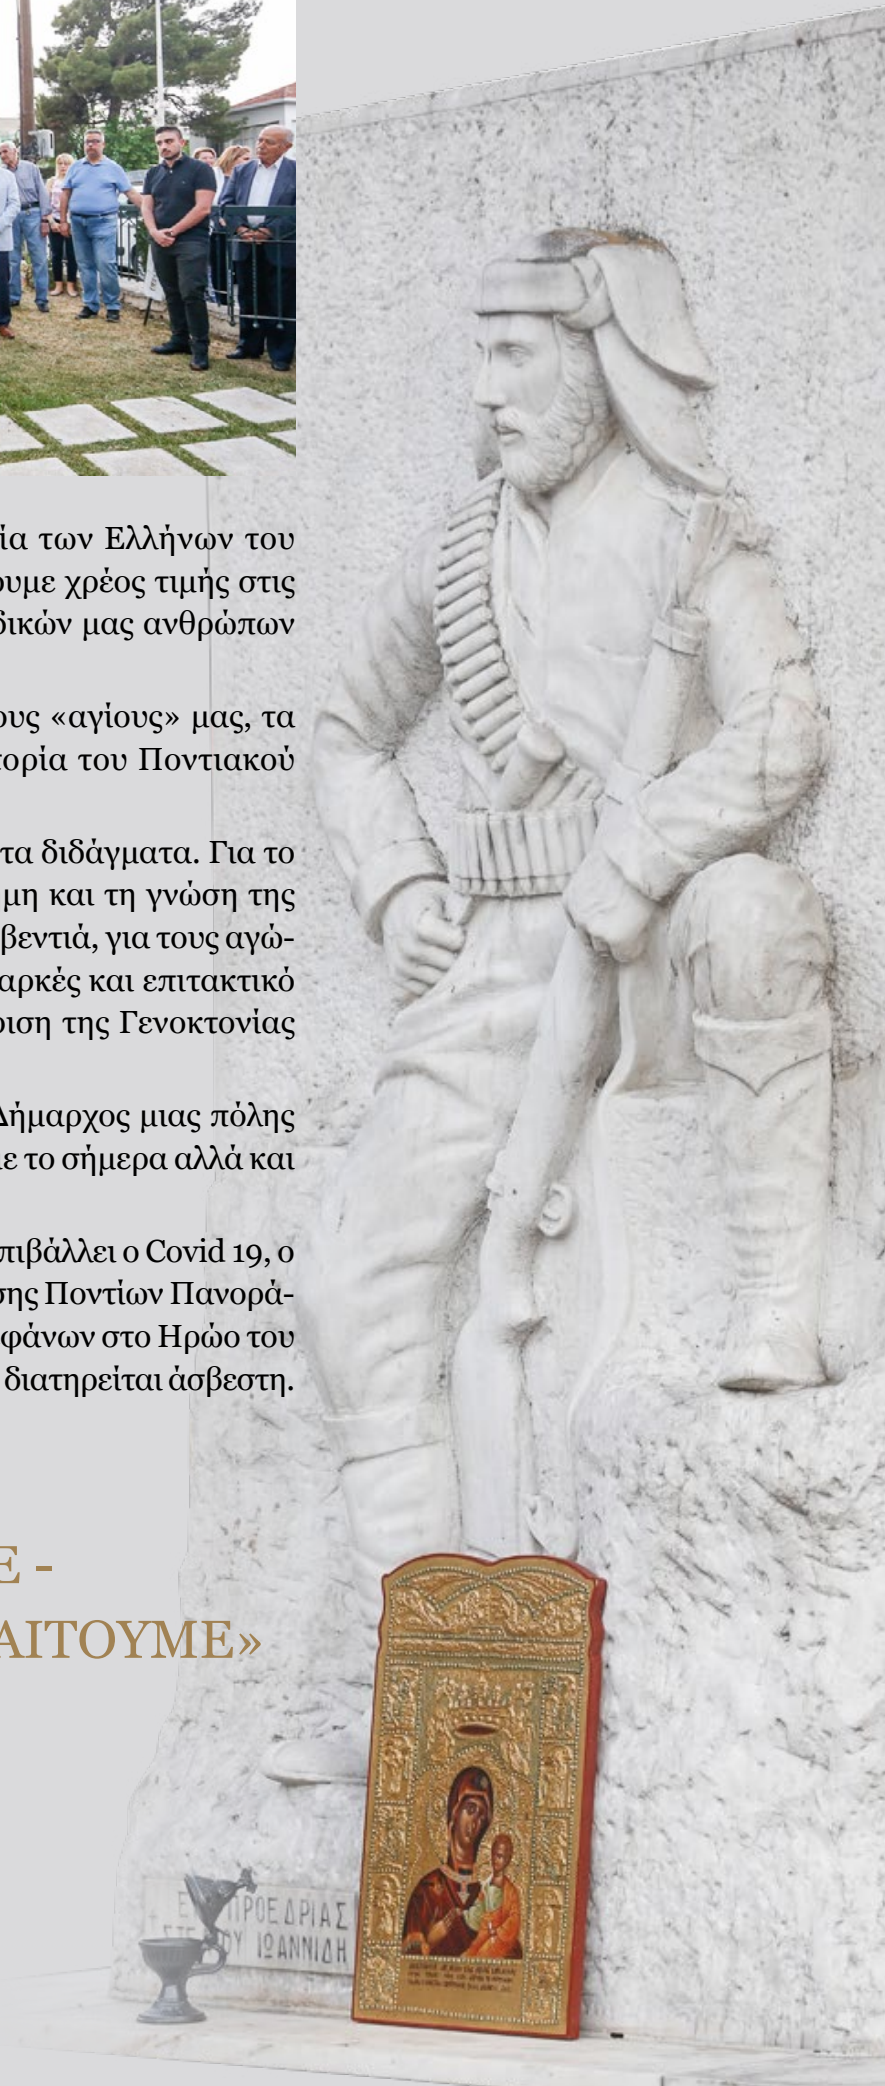 ία των Ελλήνων του
ουμε χρέος τιμής στις
δικών μας ανθρώπων
ους «αγίους» μας, τα
τορία του Ποντιακού
τα διδάγματα. Για το
μη και τη γνώση της
βεντιά, για τους αγώ-
αρκές και επιτακτικό
ριση της Γενοκτονίας
Δήμαρχος μιας πόλης
με το σήμερα αλλά και
πιβάλλει ο Covid 19, ο
σης Ποντίων Πανορά-
φάνων στο Ηρώο του
διατηρείται άσβεστη.
Ε -
ΑΙΤΟΥΜΕ»
ΠΡΟΕΔΡΙΑΣ
ΙΩΑΝΝΙΔΗ